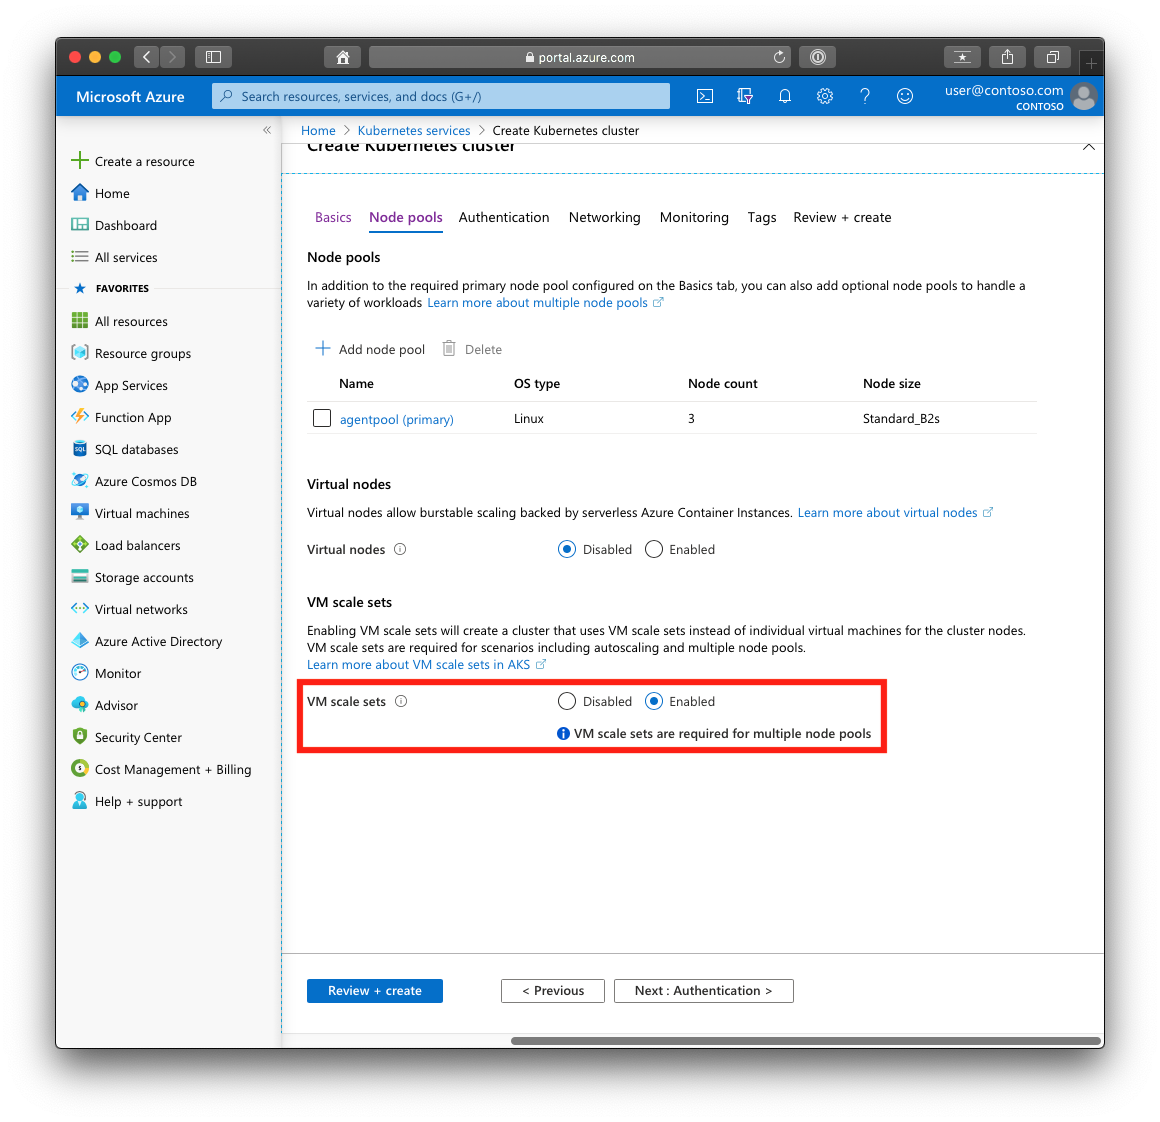 portal.azure.com
Microsoft Azure
Search resources, services, and docs (G+/)
user@contoso.com
CONTOSO
Home > Kubernetes services > Create Kubernetes cluster
Create Kubernetes cluster
Create a resource
Home
Dashboard
All services
FAVORITES
All resources
Resource groups
App Services
Function App
SQL databases
Azure Cosmos DB
Virtual machines
Load balancers
Storage accounts
Virtual networks
Azure Active Directory
Monitor
Advisor
Security Center
Cost Management + Billing
Help + support
Basics Node pools Authentication Networking Monitoring Tags Review + create
Node pools
In addition to the required primary node pool configured on the Basics tab, you can also add optional node pools to handle a
variety of workloads Learn more about multiple node pools
Add node pool Delete
Name OS type Node count Node size
agentpool (primary) Linux 3 Standard_B2s
Virtual nodes
Virtual nodes allow burstable scaling backed by serverless Azure Container Instances. Learn more about virtual nodes
Virtual nodes Disabled Enabled
VM scale sets
Enabling VM scale sets will create a cluster that uses VM scale sets instead of individual virtual machines for the cluster nodes.
VM scale sets are required for scenarios including autoscaling and multiple node pools.
Learn more about VM scale sets in AKS
VM scale sets Disabled Enabled
VM scale sets are required for multiple node pools
Review + create < Previous Next : Authentication >